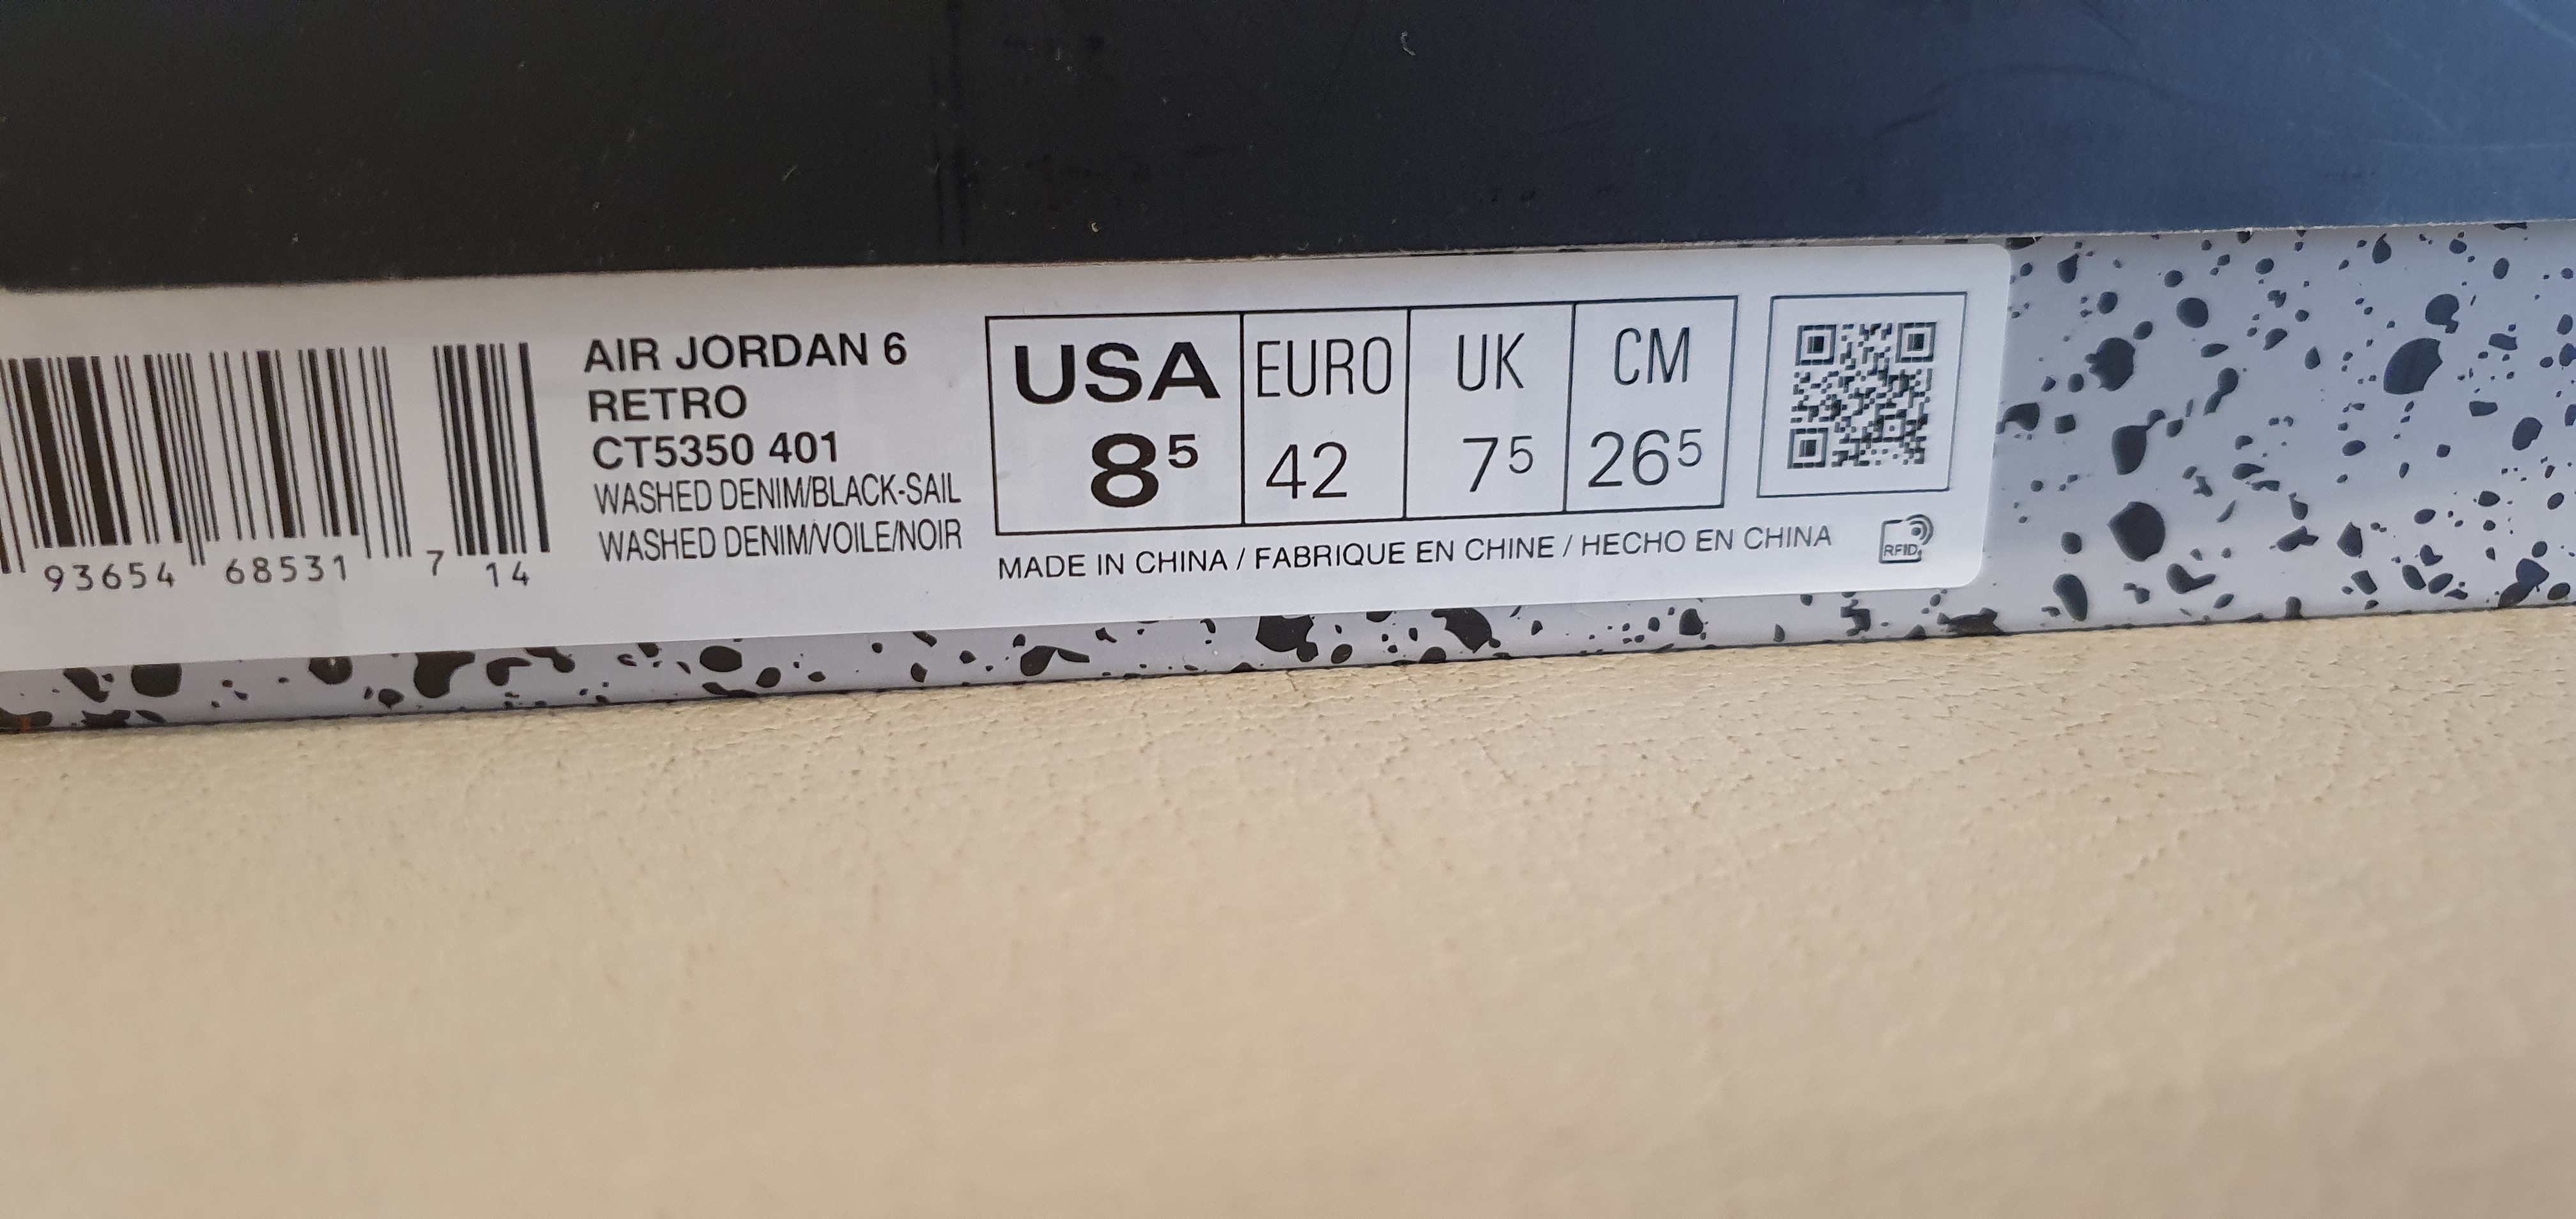 93654 68531 7 14
AIR JORDAN 6
RETRO
CT5350 401
WASHED DENIM/BLACK-SAIL
WASHED DENIM/VOILE/NOIR
USA EURO UK CM
8⁵ 42 7⁵ 26⁵
MADE IN CHINA / FABRIQUE EN CHINE / HECHO EN CHINA
RFID